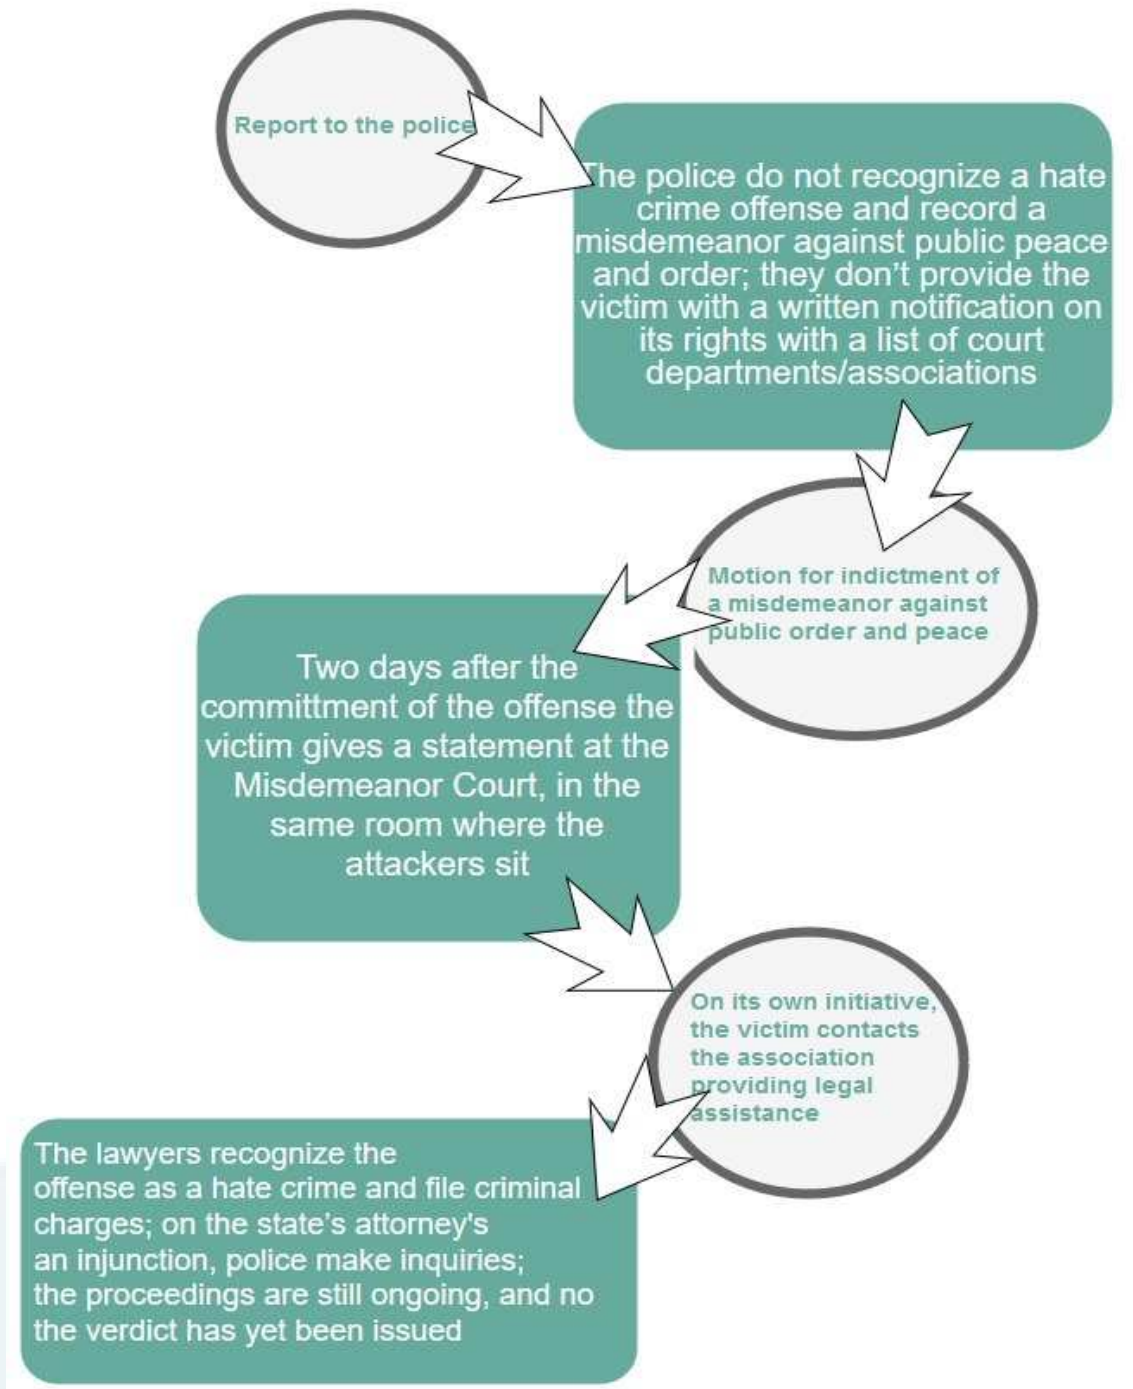 Report to the police
The police do not recognize a hate
crime offense and record a
misdemeanor against public peace
and order; they don’t provide the
victim with a written notification on
its rights with a list of court
departments/associations
Motion for indictment of
a misdemeanor against
public order and peace
Two days after the
committment of the offense the
victim gives a statement at the
Misdemeanor Court, in the
same room where the
attackers sit
On its own initiative,
the victim contacts
the association
providing legal
assistance
The lawyers recognize the
offense as a hate crime and file criminal
charges; on the state’s attorney's
an injunction, police make inquiries;
the proceedings are still ongoing, and no
the verdict has yet been issued